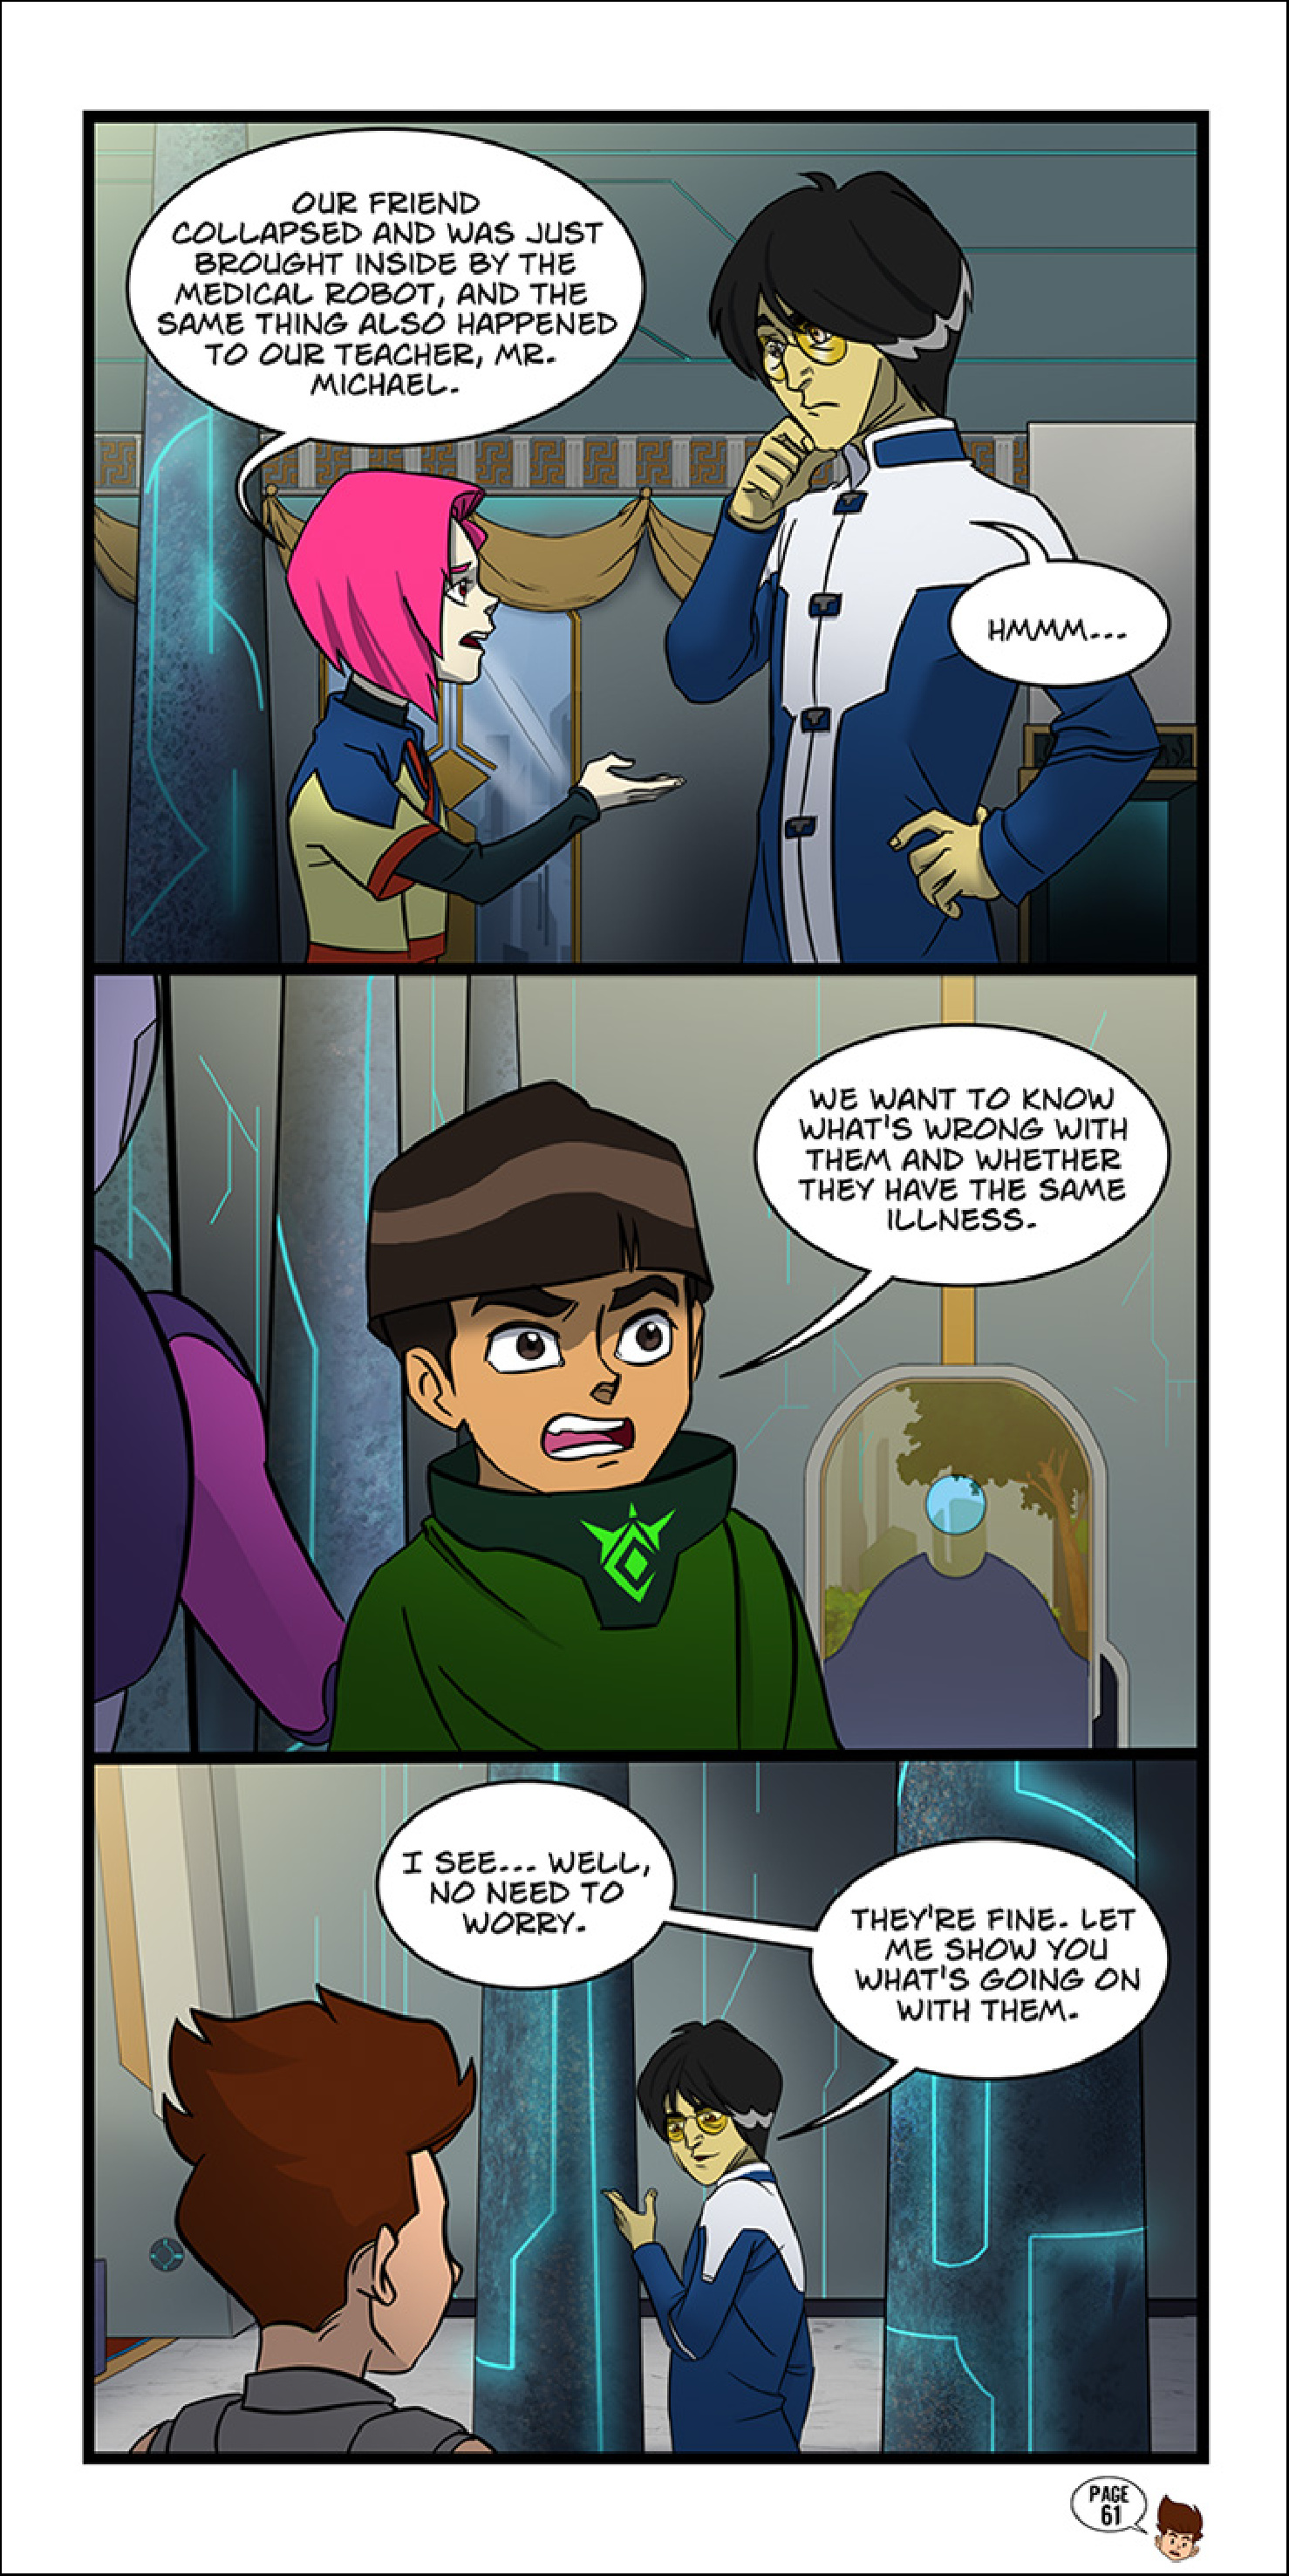 OUR FRIEND
COLLAPSED AND WAS JUST
BROUGHT INSIDE BY THE
MEDICAL ROBOT, AND THE
SAME THING ALSO HAPPENED
TO OUR TEACHER, MR.
MICHAEL.
HMMM...
WE WANT TO KNOW
WHAT'S WRONG WITH
THEM AND WHETHER
THEY HAVE THE SAME
ILLNESS.
I SEE... WELL,
NO NEED TO
WORRY.
THEY'RE FINE. LET
ME SHOW YOU
WHAT'S GOING ON
WITH THEM.
PAGE
61